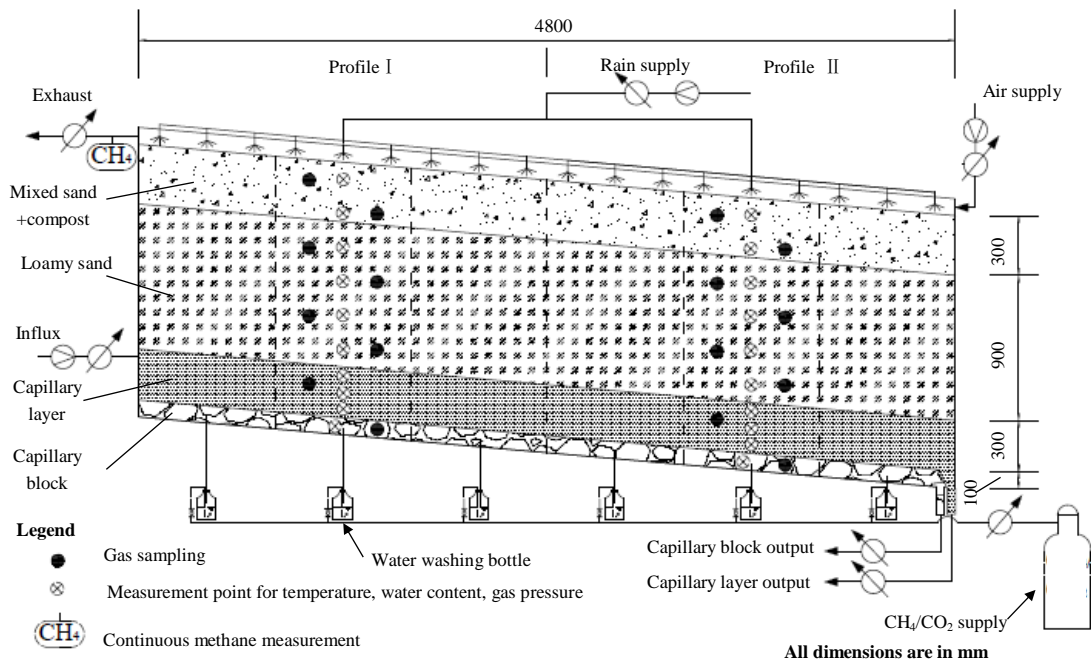 4800
Profile Ⅰ
Rain supply
Profile Ⅱ
Exhaust
Air supply
CH₄
Mixed sand
+compost
Loamy sand
Influx
Capillary
layer
Capillary
block
300
900
300
100
Legend
Gas sampling
Water washing bottle
Capillary block output
Measurement point for temperature, water content, gas pressure
Capillary layer output
CH₄
Continuous methane measurement
CH₄/CO₂ supply
All dimensions are in mm